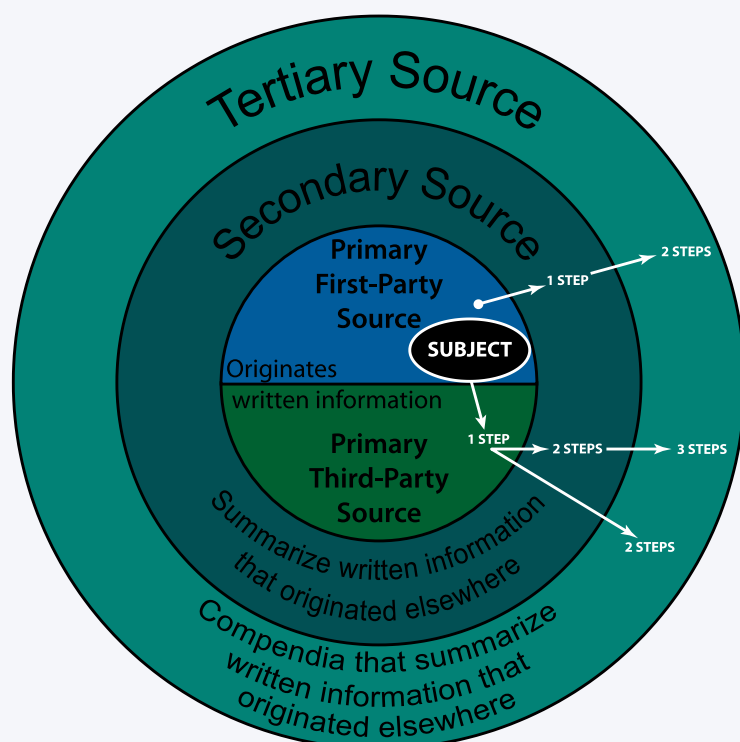 Tertiary Source
Secondary Source
Primary
First-Party
Source
2 STEPS
1 STEP
SUBJECT
Originates
written information
Primary
Third-Party
Source
1 STEP
2 STEPS
3 STEPS
2 STEPS
Summarize written information
that originated elsewhere
Compendia that summarize
written information that
originated elsewhere